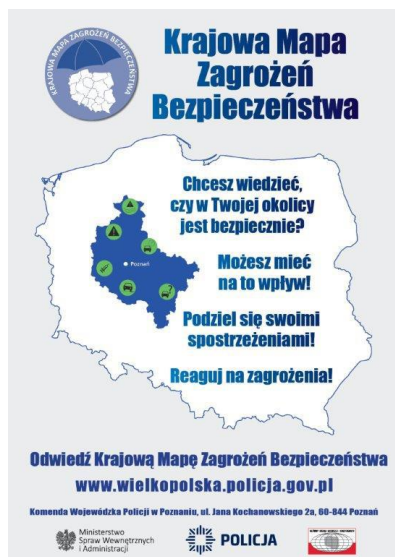 KRAJOWA MAPA ZAGROŻEŃ BEZPIECZEŃSTWA
Krajowa Mapa
Zagrożeń
Bezpieczeństwa
Chcesz wiedzieć,
czy w Twojej okolicy
jest bezpiecznie?
Poznań
Możesz mieć
na to wpływ!
Podziel się swoimi
spostrzeżeniami!
Reaguj na zagrożenia!
Odwiedź Krajową Mapę Zagrożeń Bezpieczeństwa
www.wielkopolska.policja.gov.pl
Komenda Wojewódzka Policji w Poznaniu, ul. Jana Kochanowskiego 2a, 60-844 Poznań
Ministerstwo
Spraw Wewnętrznych
i Administracji
POLICJA